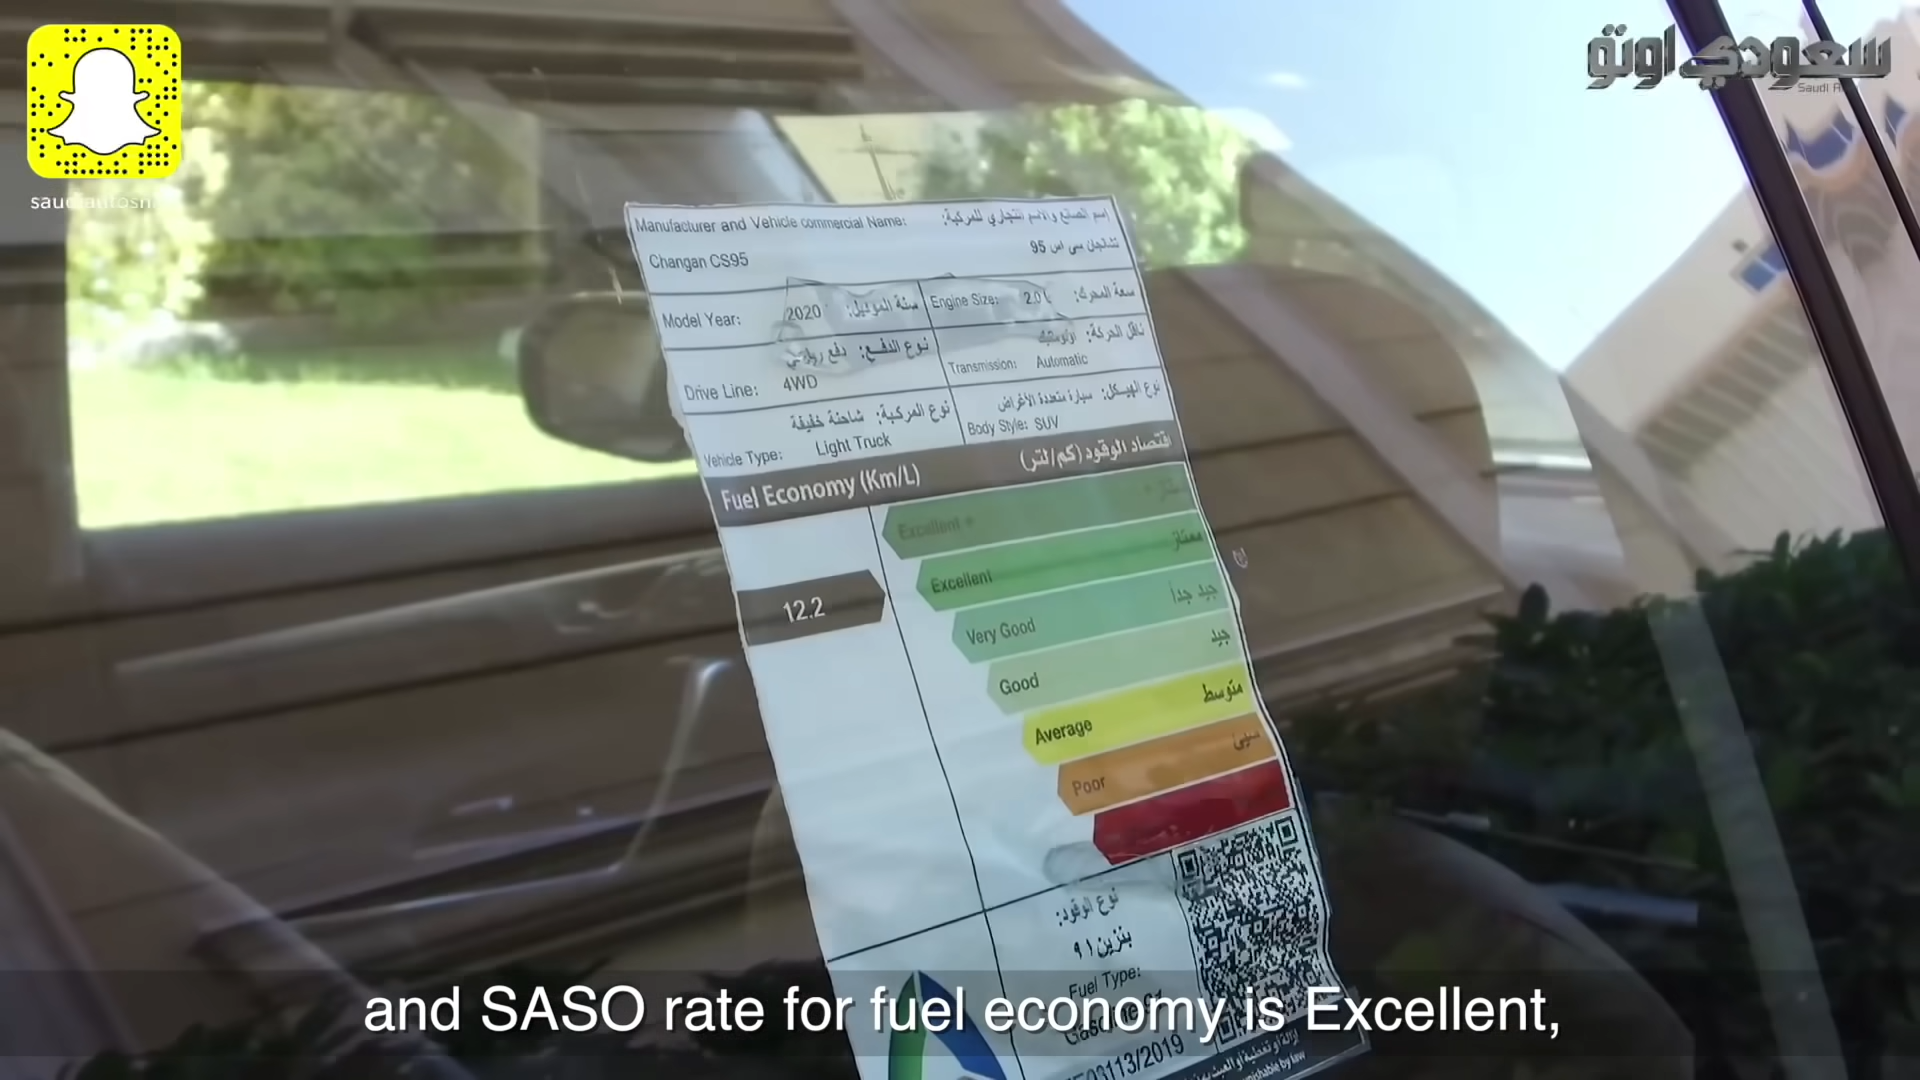 سعودي اوتو
Manufacturer and Vehicle commercial Name: إسم الصانع والاسم التجاري للمركبة:
Changan CS95 تشانجان سي اس 95
Model Year: 2020 سنة الموديل: Engine Size: 2.0 سعة المحرك:
نوع الدفع: دفع رباعي ناقل الحركة: اوتوماتيك
Drive Line: 4WD Transmission: Automatic
نوع المركبة: شاحنة خفيفة نوع الهيكل: سيارة متعددة الأغراض
Vehicle Type: Light Truck Body Style: SUV
Fuel Economy (Km/L) اقتصاد الوقود (كم/لتر)
Excellent +
Excellent ممتاز
12.2
Very Good جيد جداً
Good جيد
Average متوسط
Poor سيئ
نوع الوقود:
بنزين ٩١
Fuel Type:
and SASO rate for fuel economy is Excellent,
03113/2019